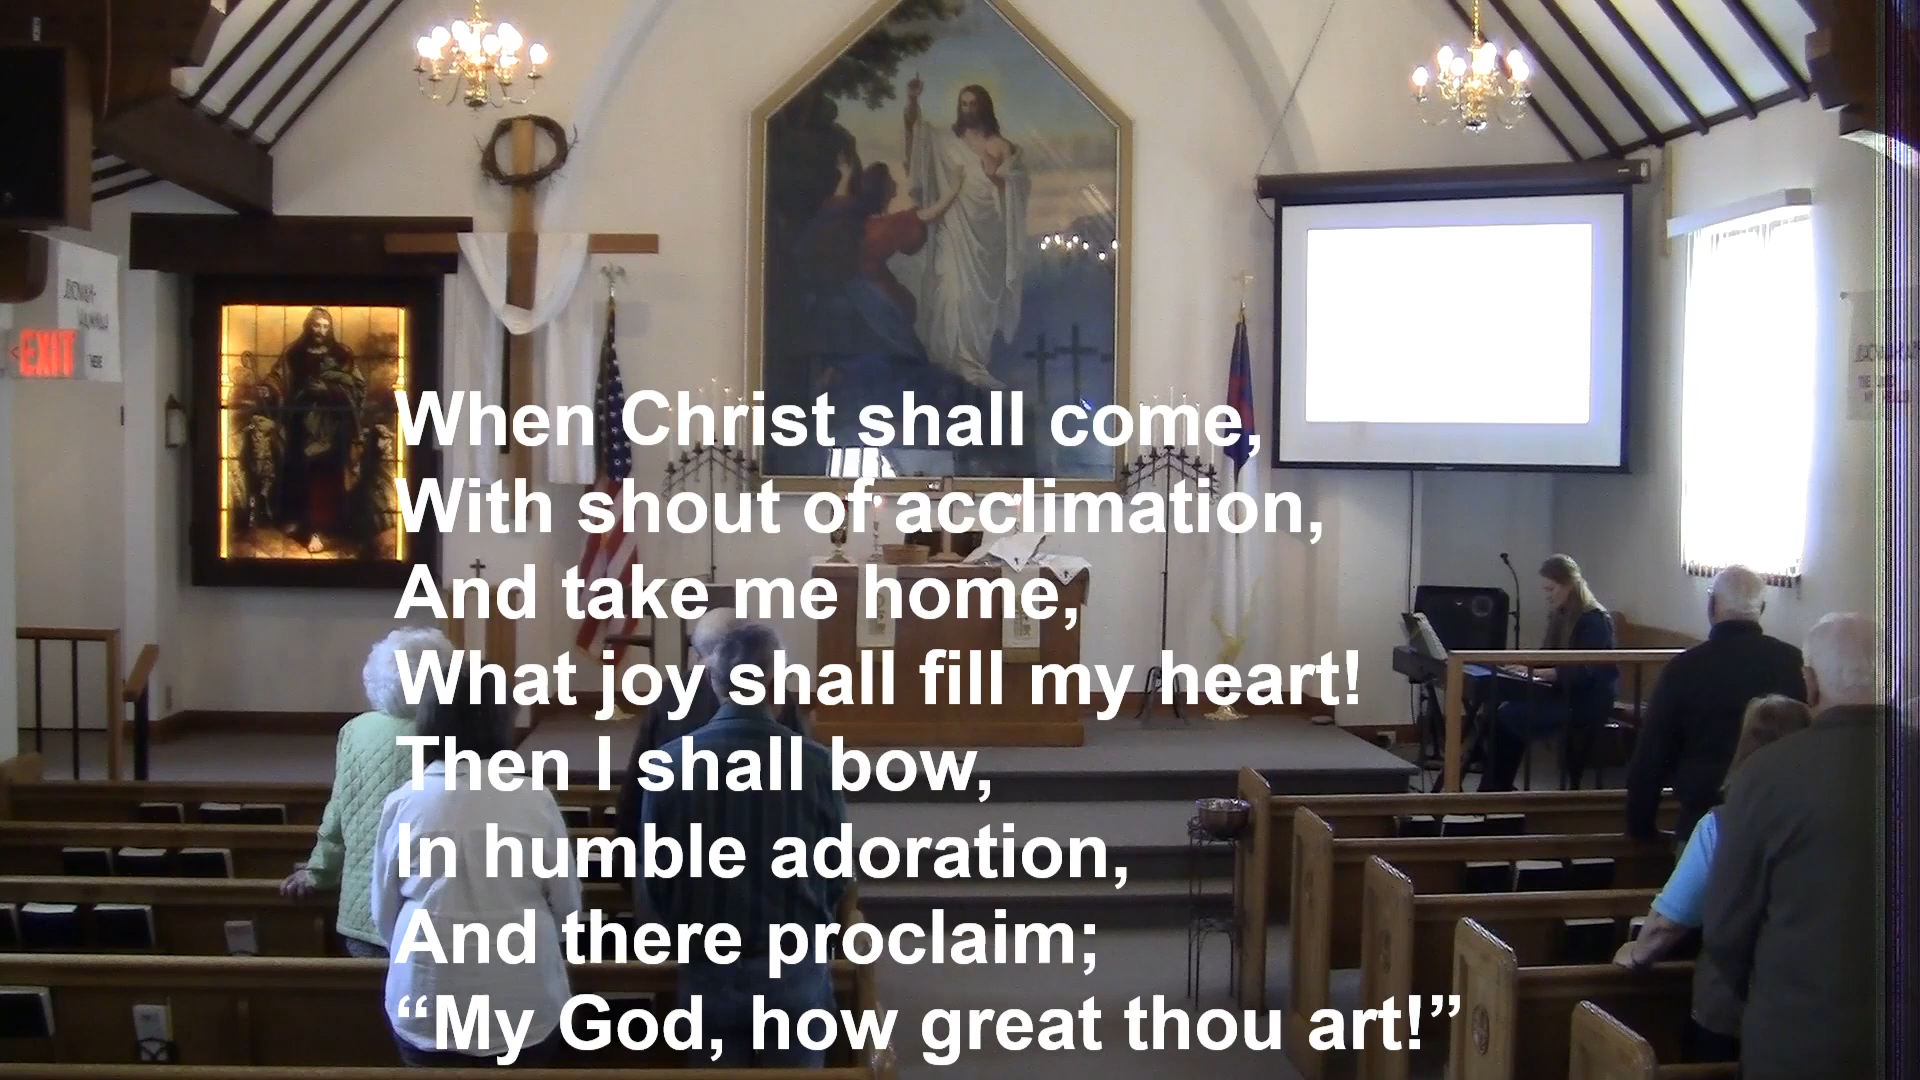 EXIT
When Christ shall come,
With shout of acclimation,
And take me home,
What joy shall fill my heart!
Then I shall bow,
In humble adoration,
And there proclaim;
“My God, how great thou art!”